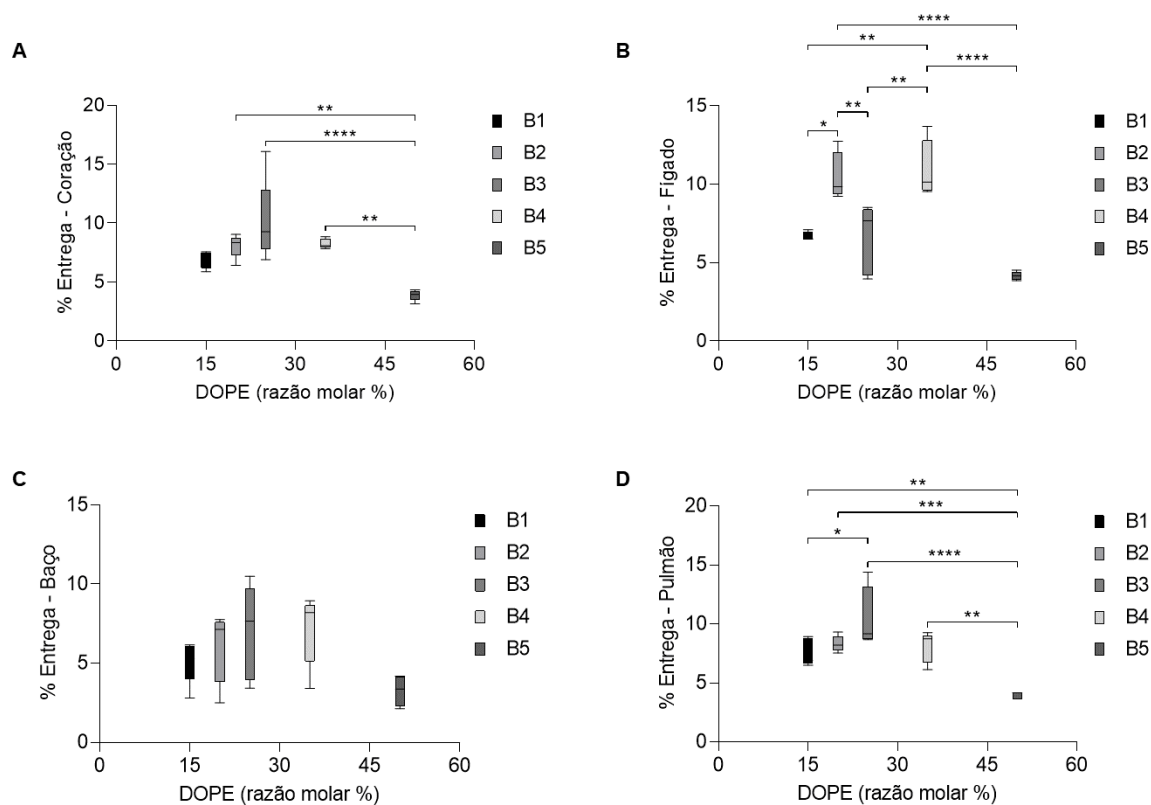 A
**
****
**
20
15
10
5
0
% Entrega - Coração
0 15 30 45 60
DOPE (razão molar %)
B1
B2
B3
B4
B5
B
****
**
****
**
**
*
15
10
5
0
% Entrega - Fígado
0 15 30 45 60
DOPE (razão molar %)
B1
B2
B3
B4
B5
C
15
10
5
0
% Entrega - Baço
0 15 30 45 60
DOPE (razão molar %)
B1
B2
B3
B4
B5
D
**
***
*
****
**
20
15
10
5
0
% Entrega - Pulmão
0 15 30 45 60
DOPE (razão molar %)
B1
B2
B3
B4
B5